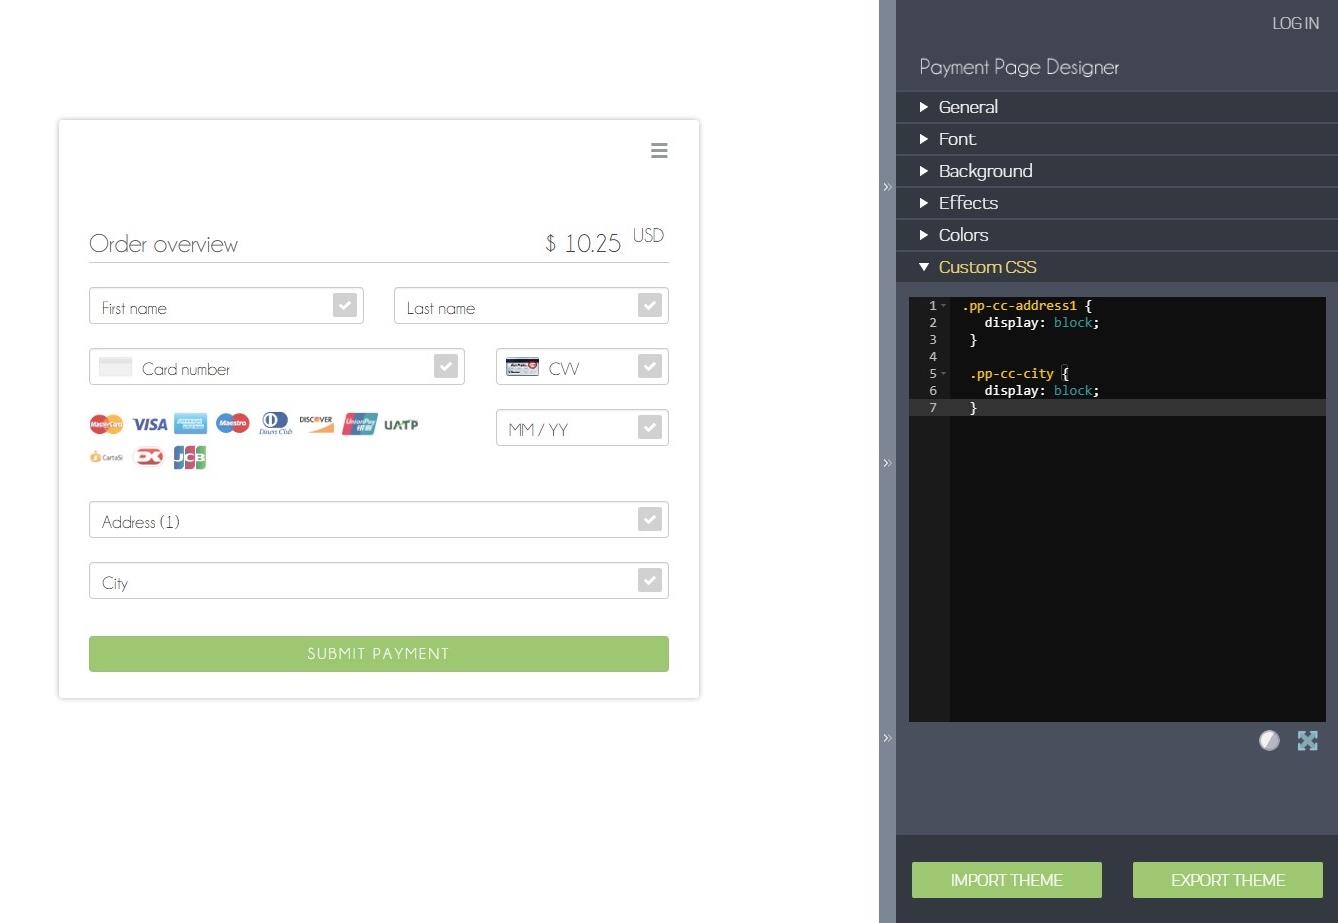 LOG IN
Payment Page Designer
General
Font
Background
Effects
Colors
Custom CSS
1 .pp-cc-address1 {
2 display: block;
3 }
4
5 .pp-cc-city {
6 display: block;
7 }
IMPORT THEME EXPORT THEME
Order overview $ 10.25 USD
First name Last name
Card number CVV
MasterCard VISA AMERICAN EXPRESS Maestro Diners Club DISCOVER UnionPay UATP
MM / YY
CartaSi JCB
Address (1)
City
SUBMIT PAYMENT